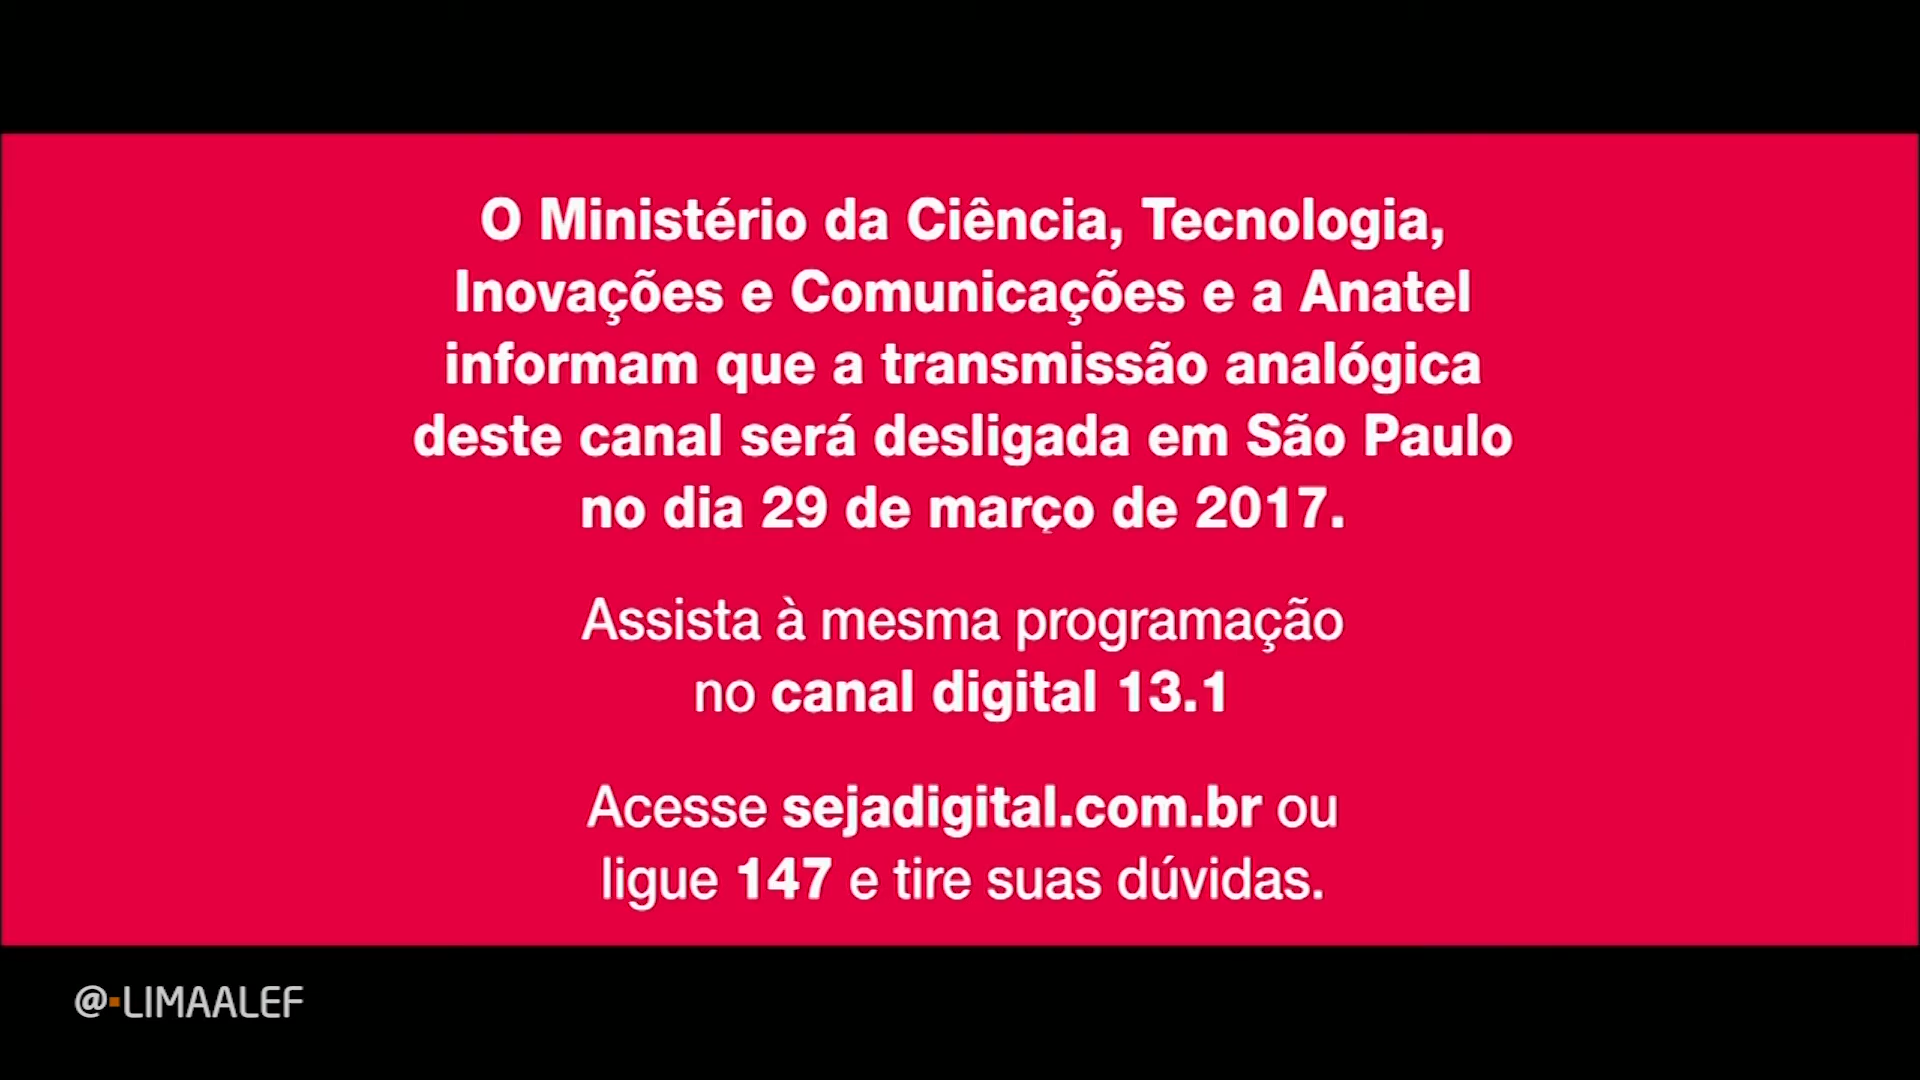 O Ministério da Ciência, Tecnologia,
Inovações e Comunicações e a Anatel
informam que a transmissão analógica
deste canal será desligada em São Paulo
no dia 29 de março de 2017.
Assista à mesma programação
no canal digital 13.1
Acesse sejadigital.com.br ou
ligue 147 e tire suas dúvidas.
@LIMAALEF